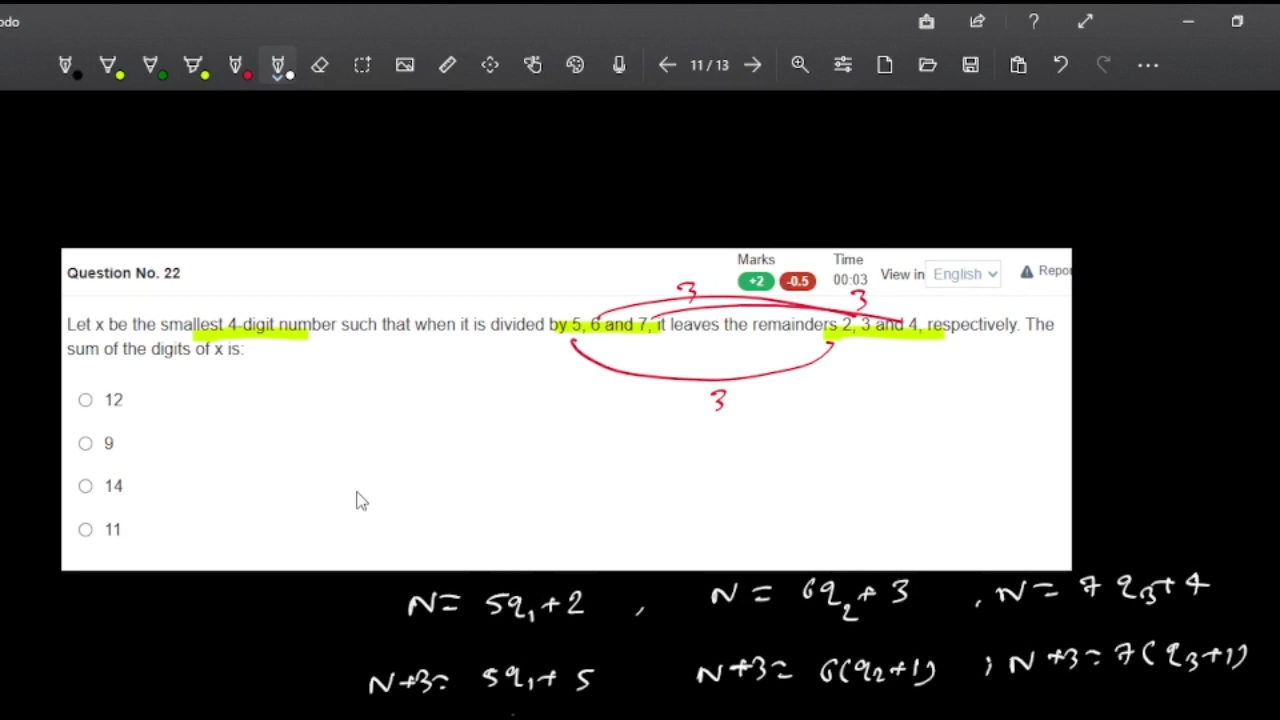 odo
11 / 13
Question No. 22
Marks
Time
+2
-0.5
00:03
View in
English
Repor
3
3
Let x be the smallest 4-digit number such that when it is divided by 5, 6 and 7, it leaves the remainders 2, 3 and 4, respectively. The
sum of the digits of x is:
3
12
9
14
11
N = 5q₁ + 2 , N = 6q₂ + 3 , N = 7 q₃ + 4
N+3 = 5q₁ + 5 N+3 = 6(q₂+1) ; N+3 = 7(q₃+1)